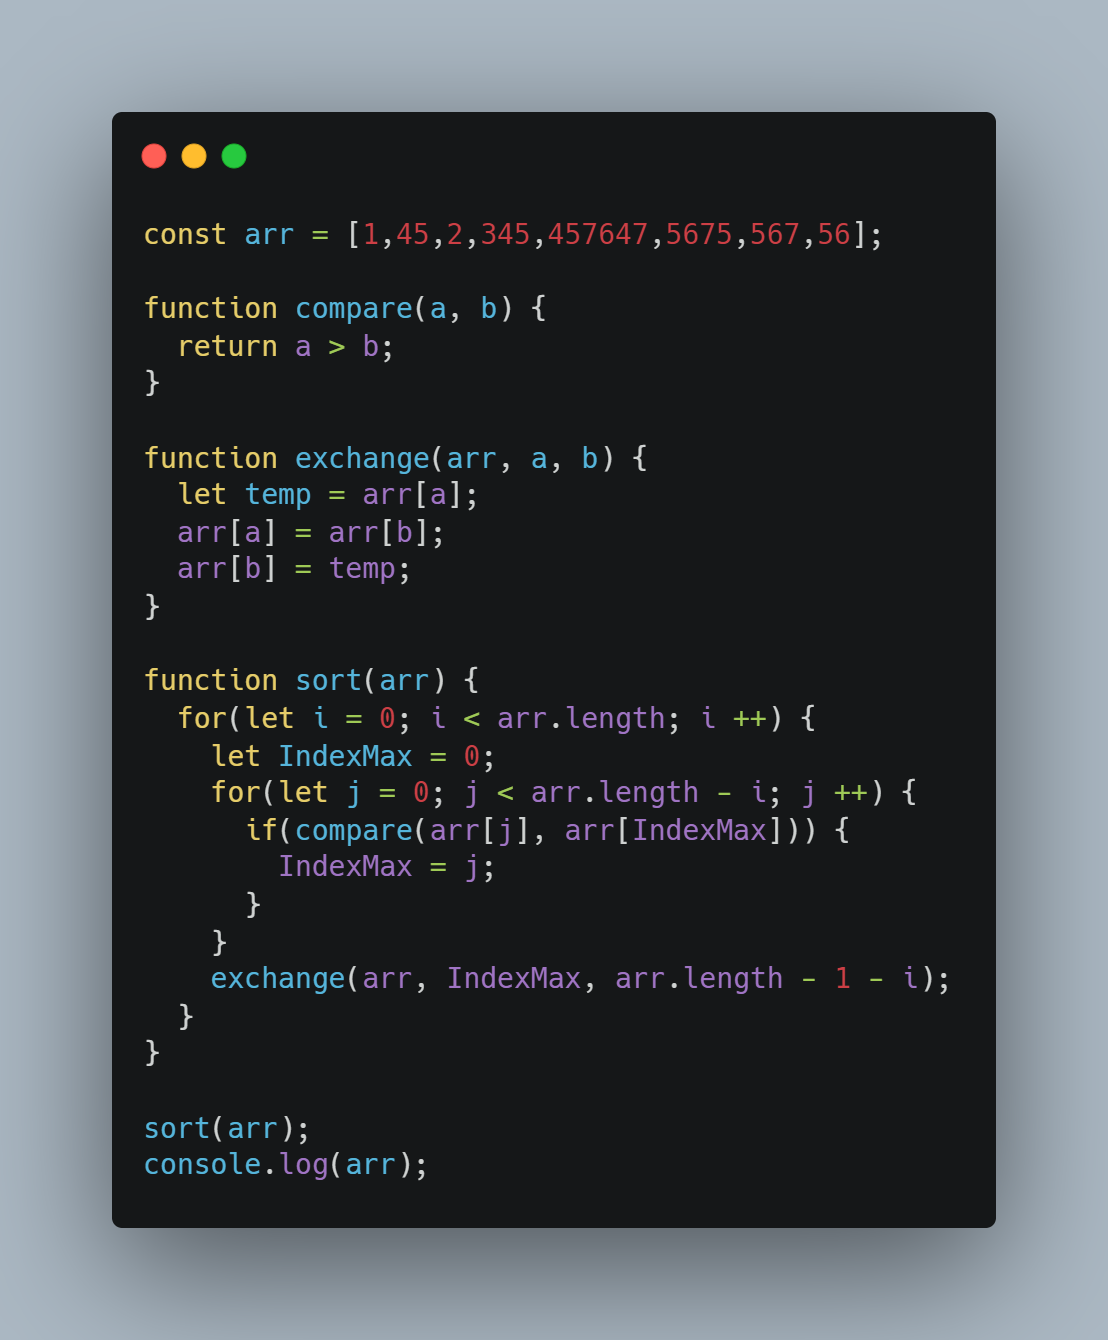 const arr = [1,45,2,345,457647,5675,567,56];

function compare(a, b) {
  return a > b;
}

function exchange(arr, a, b) {
  let temp = arr[a];
  arr[a] = arr[b];
  arr[b] = temp;
}

function sort(arr) {
  for(let i = 0; i < arr.length; i ++) {
    let IndexMax = 0;
    for(let j = 0; j < arr.length - i; j ++) {
      if(compare(arr[j], arr[IndexMax])) {
        IndexMax = j;
      }
    }
    exchange(arr, IndexMax, arr.length - 1 - i);
  }
}

sort(arr);
console.log(arr);